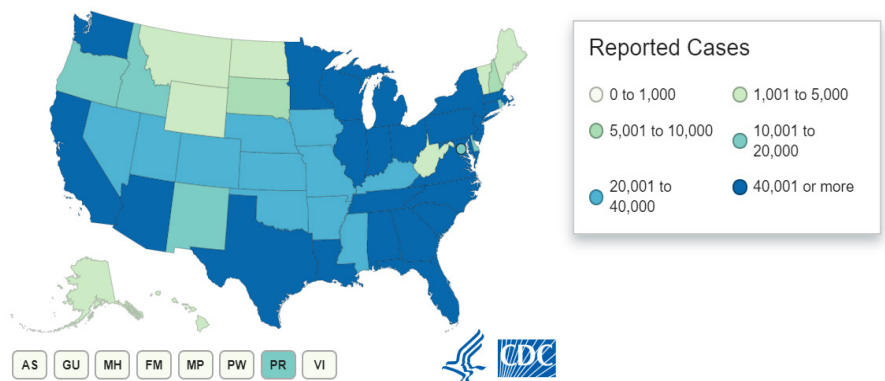 Reported Cases
0 to 1,000
1,001 to 5,000
5,001 to 10,000
10,001 to
20,000
20,001 to
40,000
40,001 or more
AS GU MH FM MP PW PR VI
CDC